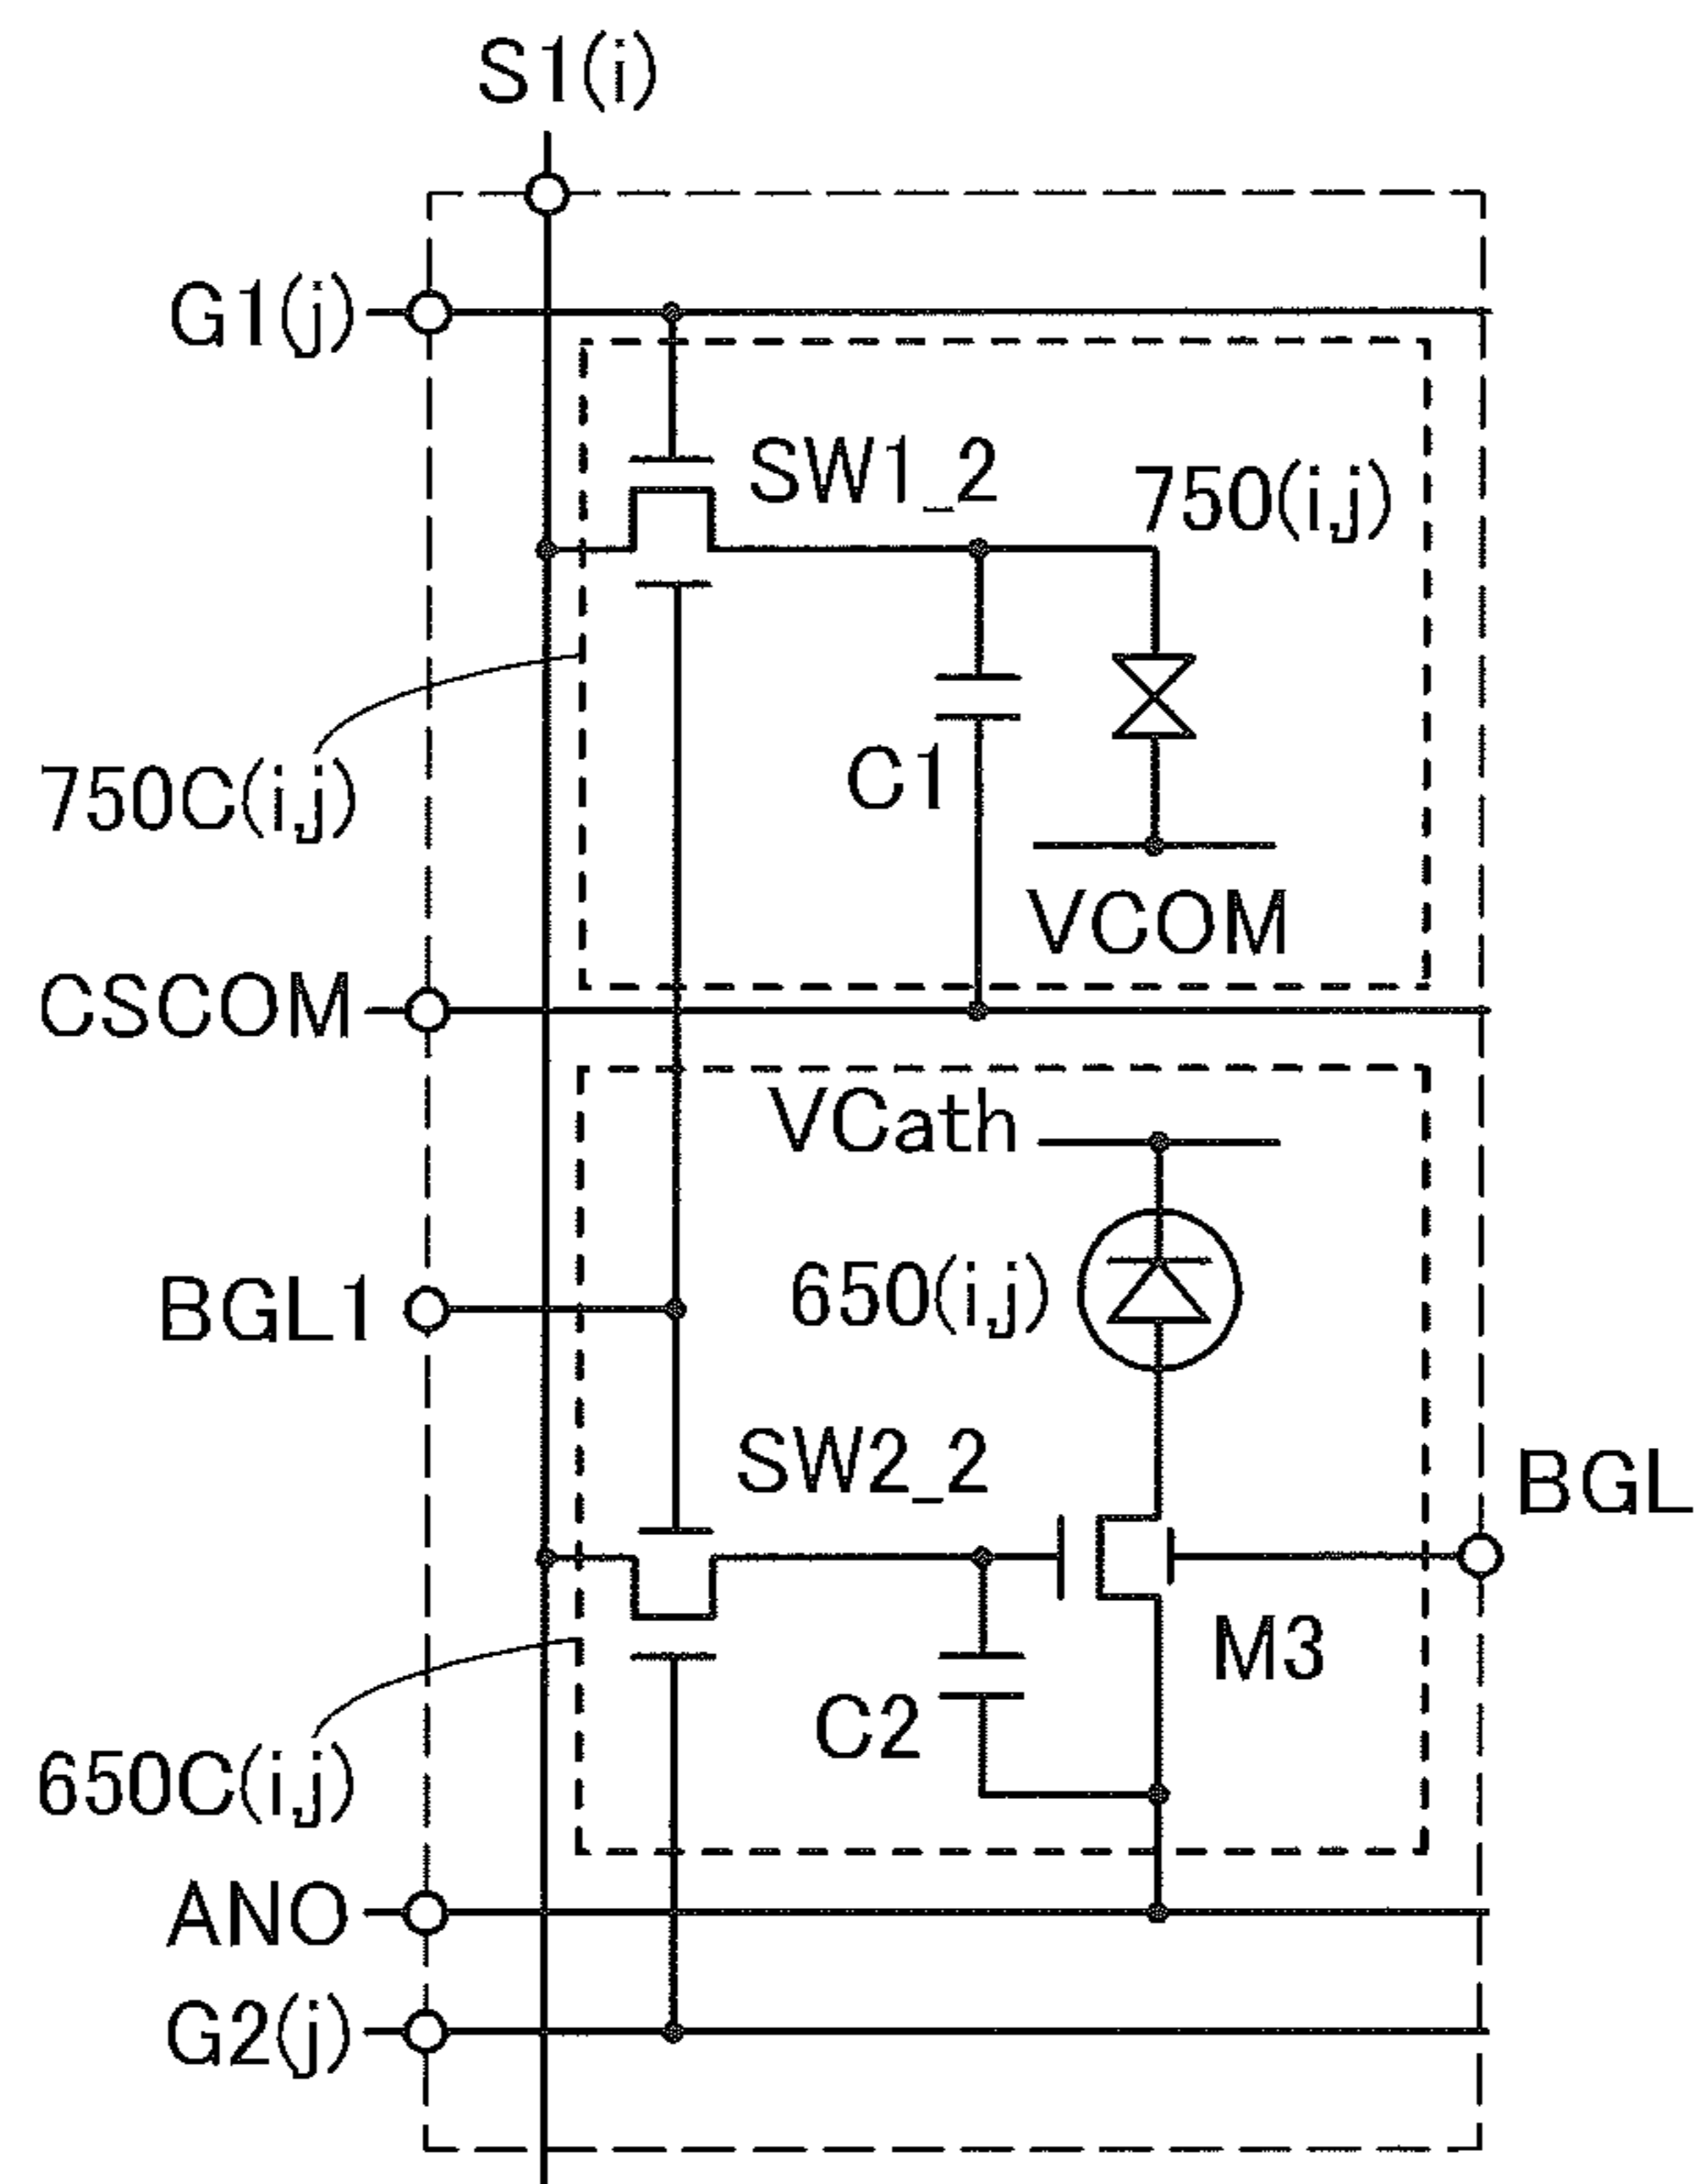 S1(i)
G1(j)
SW1_2
750(i,j)
750C(i,j)
C1
VCOM
CSCOM
VCath
BGL1
650(i,j)
SW2_2
BGL
M3
C2
650C(i,j)
ANO
G2(j)